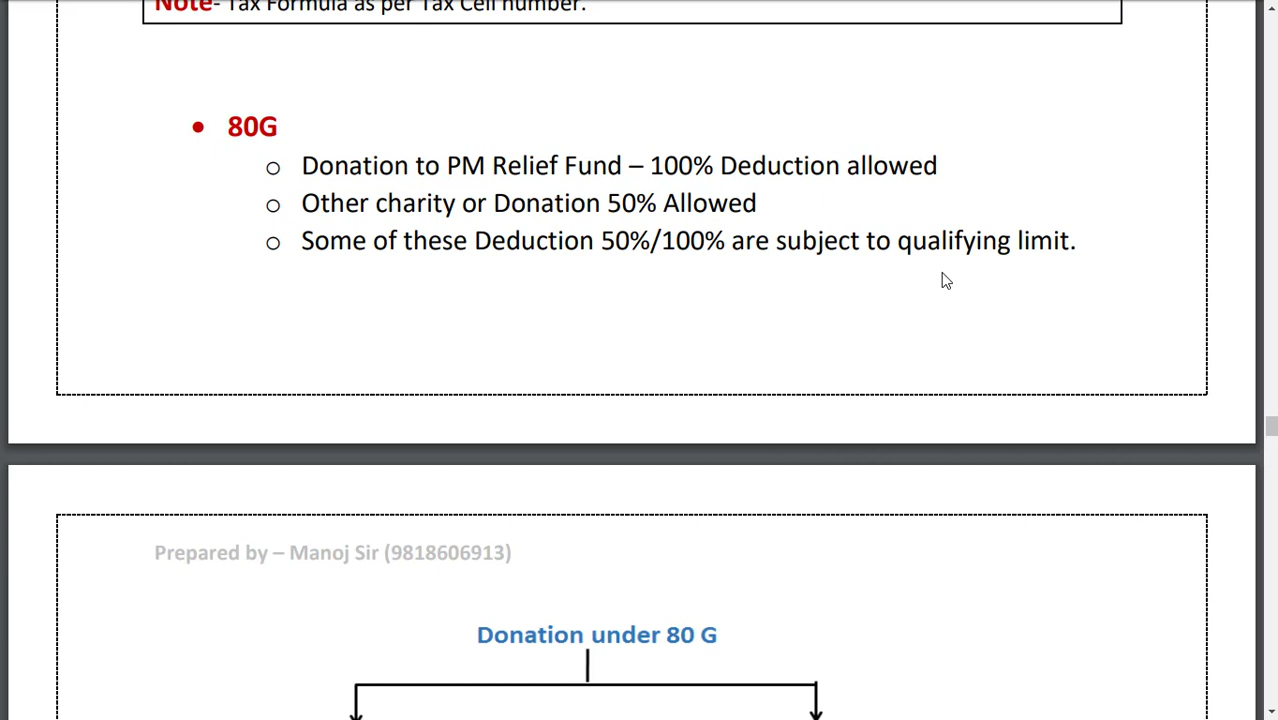 Note- Tax Formula as per Tax Cell number.
• 80G
o Donation to PM Relief Fund – 100% Deduction allowed
o Other charity or Donation 50% Allowed
o Some of these Deduction 50%/100% are subject to qualifying limit.
Prepared by – Manoj Sir (9818606913)
Donation under 80 G